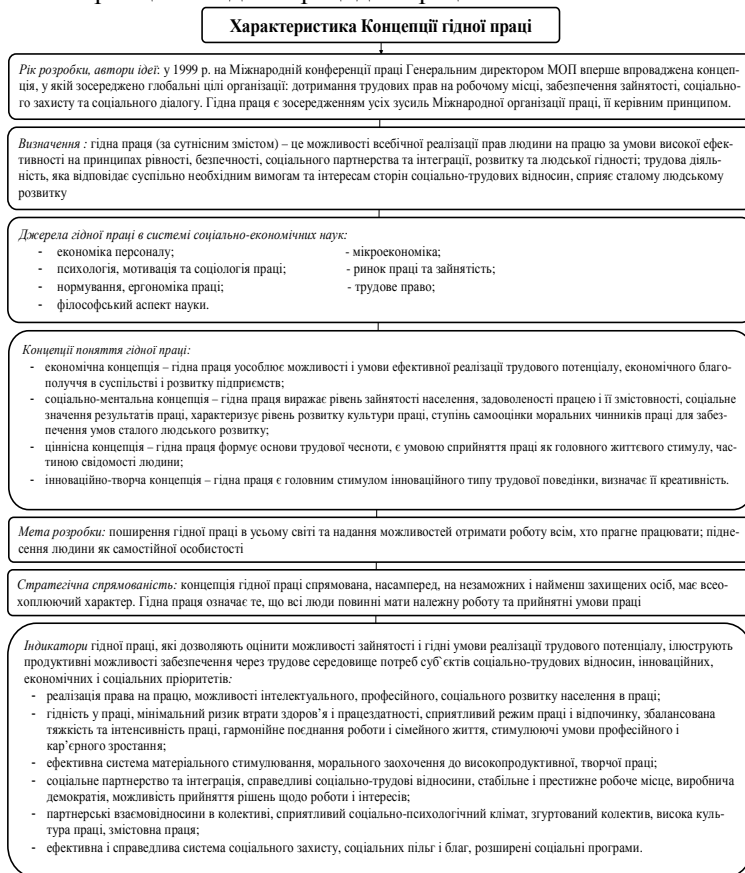 Характеристика Концепції гідної праці
Рік розробки, автори ідеї: у 1999 р. на Міжнародній конференції праці Генеральним директором МОП вперше впроваджена концеп-
ція, у якій зосереджено глобальні цілі організації: дотримання трудових прав на робочому місці, забезпечення зайнятості, соціально-
го захисту та соціального діалогу. Гідна праця є зосередженням усіх зусиль Міжнародної організації праці, її керівним принципом.
Визначення : гідна праця (за сутнісним змістом) – це можливості всебічної реалізації прав людини на працю за умови високої ефек-
тивності на принципах рівності, безпечності, соціального партнерства та інтеграції, розвитку та людської гідності; трудова діяль-
ність, яка відповідає суспільно необхідним вимогам та інтересам сторін соціально-трудових відносин, сприяє сталому людському
розвитку
Джерела гідної праці в системі соціально-економічних наук:
- економіка персоналу; - мікроекономіка;
- психологія, мотивація та соціологія праці; - ринок праці та зайнятість;
- нормування, ергономіка праці; - трудове право;
- філософський аспект науки.
Концепції поняття гідної праці:
- економічна концепція – гідна праця уособлює можливості і умови ефективної реалізації трудового потенціалу, економічного благо-
получчя в суспільстві і розвитку підприємств;
- соціально-ментальна концепція – гідна праця виражає рівень зайнятості населення, задоволеності працею і її змістовності, соціальне
значення результатів праці, характеризує рівень розвитку культури праці, ступінь самооцінки моральних чинників праці для забез-
печення умов сталого людського розвитку;
- ціннісна концепція – гідна праця формує основи трудової чесноти, є умовою сприйняття праці як головного життєвого стимулу, час-
тиною свідомості людини;
- інноваційно-творча концепція – гідна праця є головним стимулом інноваційного типу трудової поведінки, визначає її креативність.
Мета розробки: поширення гідної праці в усьому світі та надання можливостей отримати роботу всім, хто прагне працювати; підне-
сення людини як самостійної особистості
Стратегічна спрямованість: концепція гідної праці спрямована, насамперед, на незаможних і найменш захищених осіб, має всео-
хоплюючий характер. Гідна праця означає те, що всі люди повинні мати належну роботу та прийнятні умови праці
Індикатори гідної праці, які дозволяють оцінити можливості зайнятості і гідні умови реалізації трудового потенціалу, ілюструють
продуктивні можливості забезпечення через трудове середовище потреб суб`єктів соціально-трудових відносин, інноваційних,
економічних і соціальних пріоритетів:
- реалізація права на працю, можливості інтелектуального, професійного, соціального розвитку населення в праці;
- гідність у праці, мінімальний ризик втрати здоров'я і працездатності, сприятливий режим праці і відпочинку, збалансована
тяжкість та інтенсивність праці, гармонійне поєднання роботи і сімейного життя, стимулюючі умови професійного і
кар'єрного зростання;
- ефективна система матеріального стимулювання, морального заохочення до високопродуктивної, творчої праці;
- соціальне партнерство та інтеграція, справедливі соціально-трудові відносини, стабільне і престижне робоче місце, виробнича
демократія, можливість прийняття рішень щодо роботи і інтересів;
- партнерські взаємовідносини в колективі, сприятливий соціально-психологічний клімат, згуртований колектив, висока куль-
тура праці, змістовна праця;
- ефективна і справедлива система соціального захисту, соціальних пільг і благ, розширені соціальні програми.